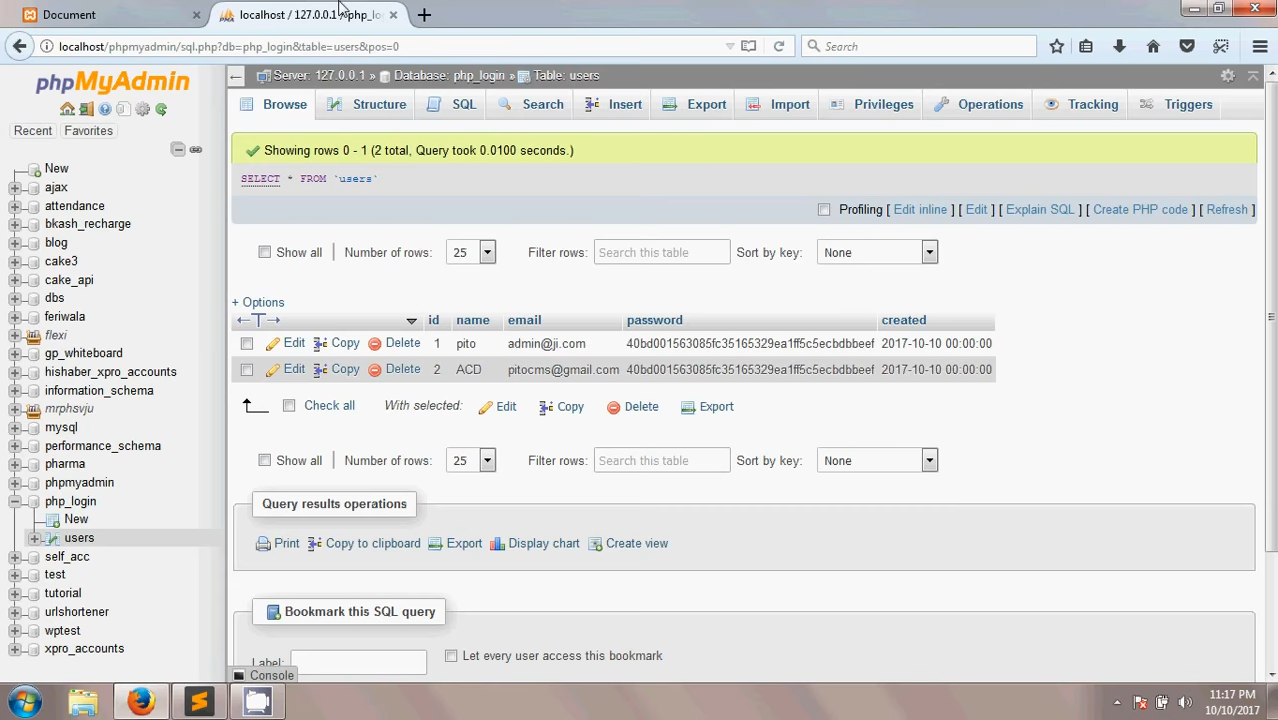 Document
localhost / 127.0.0.1 / php_lo
localhost/phpmyadmin/sql.php?db=php_login&table=users&pos=0
Search
phpMyAdmin
Recent
Favorites
New
ajax
attendance
bkash_recharge
blog
cake3
cake_api
dbs
feriwala
flexi
gp_whiteboard
hishaber_xpro_accounts
information_schema
mrphsvju
mysql
performance_schema
pharma
phpmyadmin
php_login
New
users
self_acc
test
tutorial
urlshortener
wptest
xpro_accounts
Server: 127.0.0.1 » Database: php_login » Table: users
Browse Structure SQL Search Insert Export Import Privileges Operations Tracking Triggers
Showing rows 0 - 1 (2 total, Query took 0.0100 seconds.)
SELECT * FROM `users`
Profiling [ Edit inline ] [ Edit ] [ Explain SQL ] [ Create PHP code ] [ Refresh ]
Show all Number of rows: 25 Filter rows: Search this table Sort by key: None
+ Options
←T→ id name email password created
Edit Copy Delete 1 pito admin@ji.com 40bd001563085fc35165329ea1ff5c5ecbdbbeef 2017-10-10 00:00:00
Edit Copy Delete 2 ACD pitocms@gmail.com 40bd001563085fc35165329ea1ff5c5ecbdbbeef 2017-10-10 00:00:00
Check all With selected: Edit Copy Delete Export
Show all Number of rows: 25 Filter rows: Search this table Sort by key: None
Query results operations
Print Copy to clipboard Export Display chart Create view
Bookmark this SQL query
Label: Let every user access this bookmark
Console
11:17 PM
10/10/2017